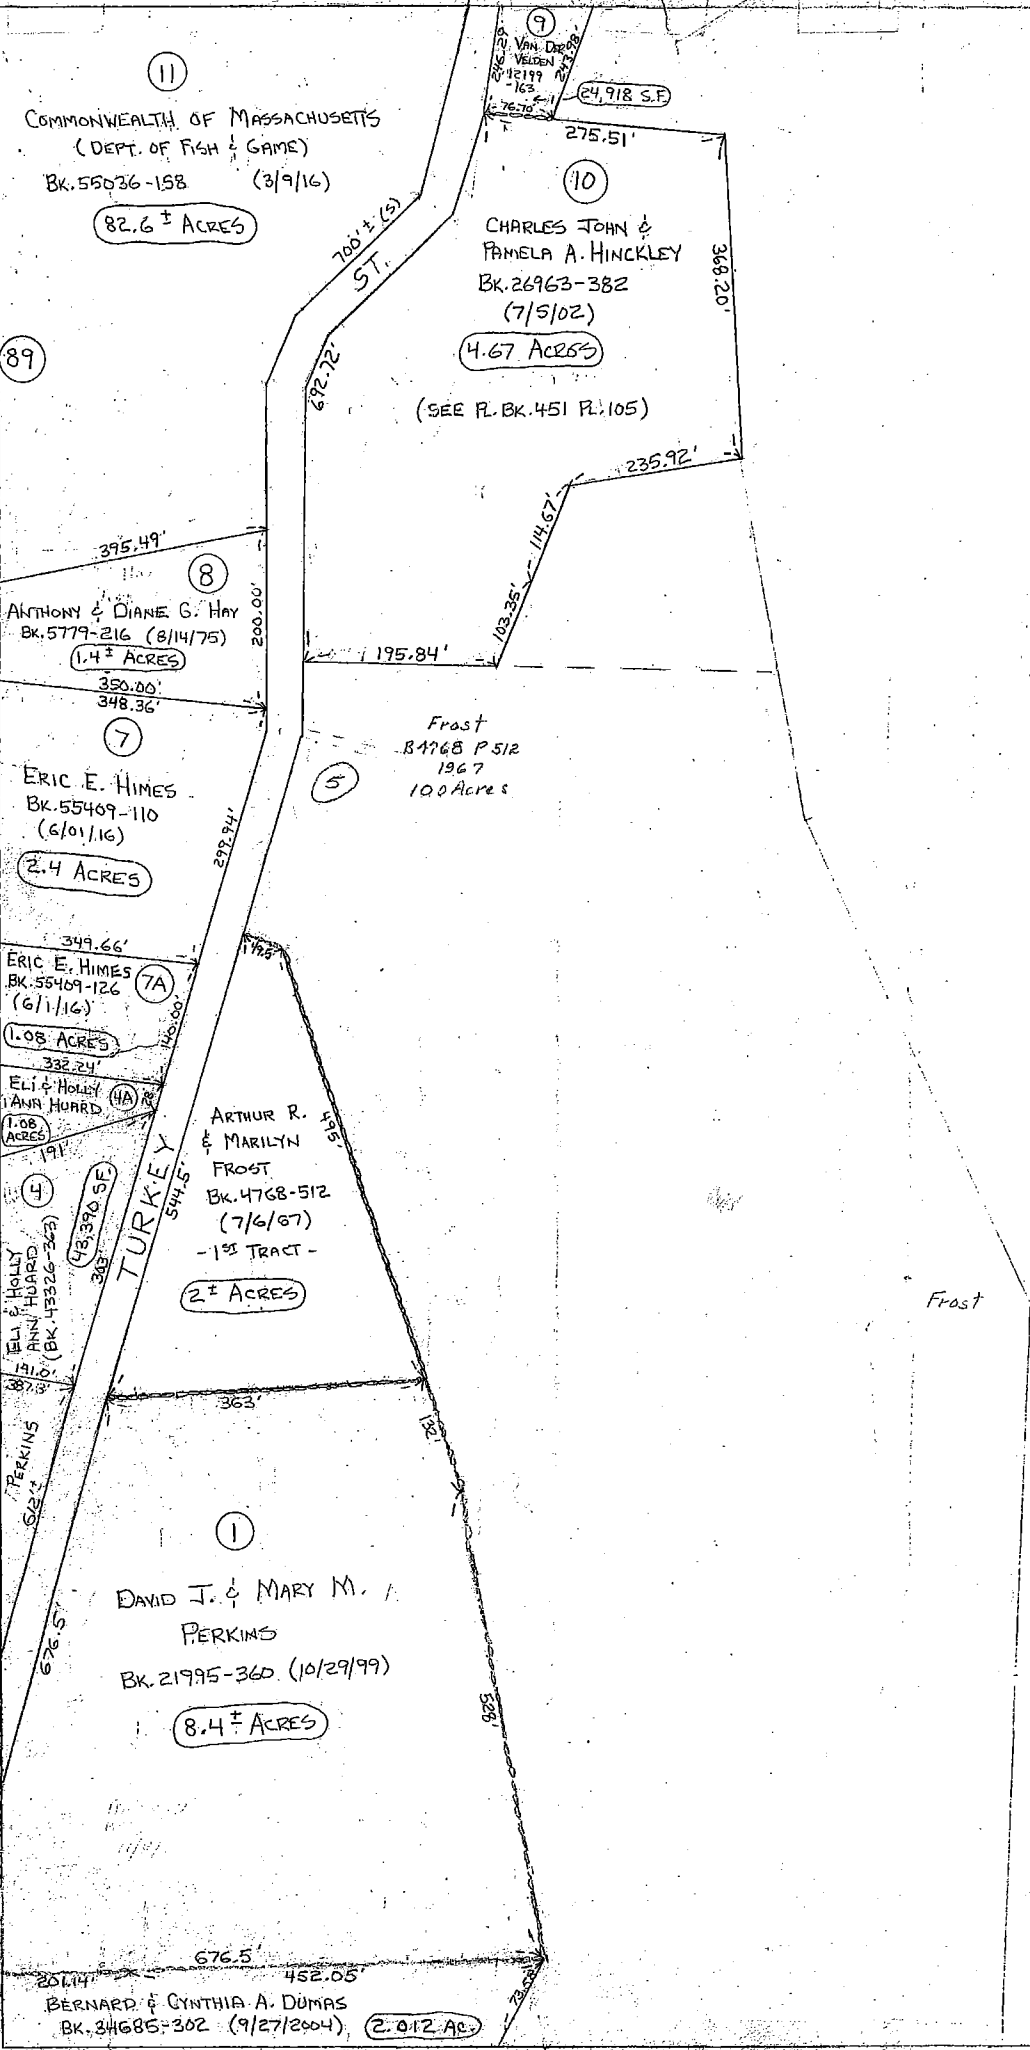 11
COMMONWEALTH OF MASSACHUSETTS
(DEPT. OF FISH & GAME)
BK. 55036-158 (3/9/16)
82.6 ± ACRES
89
9
VAN DER
VELDEN
12199
-163
246.29'
243.98'
76.70'
24,918 S.F.
275.51'
10
CHARLES JOHN &
PAMELA A. HINCKLEY
BK. 26963-382
(7/5/02)
4.67 ACRES
(SEE PL. BK. 451 PL. 105)
368.20'
235.92'
114.67'
103.35'
195.84'
700' ± (S)
ST.
692.72'
395.49'
8
ANTHONY & DIANE G. HAY
BK. 5779-216 (8/14/75)
1.4 ± ACRES
200.00'
350.00'
348.36'
7
ERIC E. HIMES
BK. 55409-110
(6/01/16)
2.4 ACRES
299.94'
Frost
B4768 P512
1967
100 Acres
5
349.66'
ERIC E. HIMES
BK. 55409-126
(6/1/16)
7A
1.08 ACRES
140.00'
332.24'
ELI & HOLLY
ANN HUARD
4A
1.08
ACRES
191'
4
43,390 S.F.
303'
ELI & HOLLY
ANN HUARD
(BK. 43326-363)
191.0'
387.3'
TURKEY
544.5'
149.5'
495'
ARTHUR R.
& MARILYN
FROST
BK. 4768-512
(7/6/67)
-1ST TRACT-
2 ± ACRES
Frost
363'
132'
PERKINS
612' ±
676.5'
1
DAVID J. & MARY M.
PERKINS
BK. 21995-360 (10/29/99)
8.4 ± ACRES
528'
676.5'
201.14'
452.05'
BERNARD & CYNTHIA A. DUMAS
BK. 34685-302 (9/27/2004)
2.012 AC.